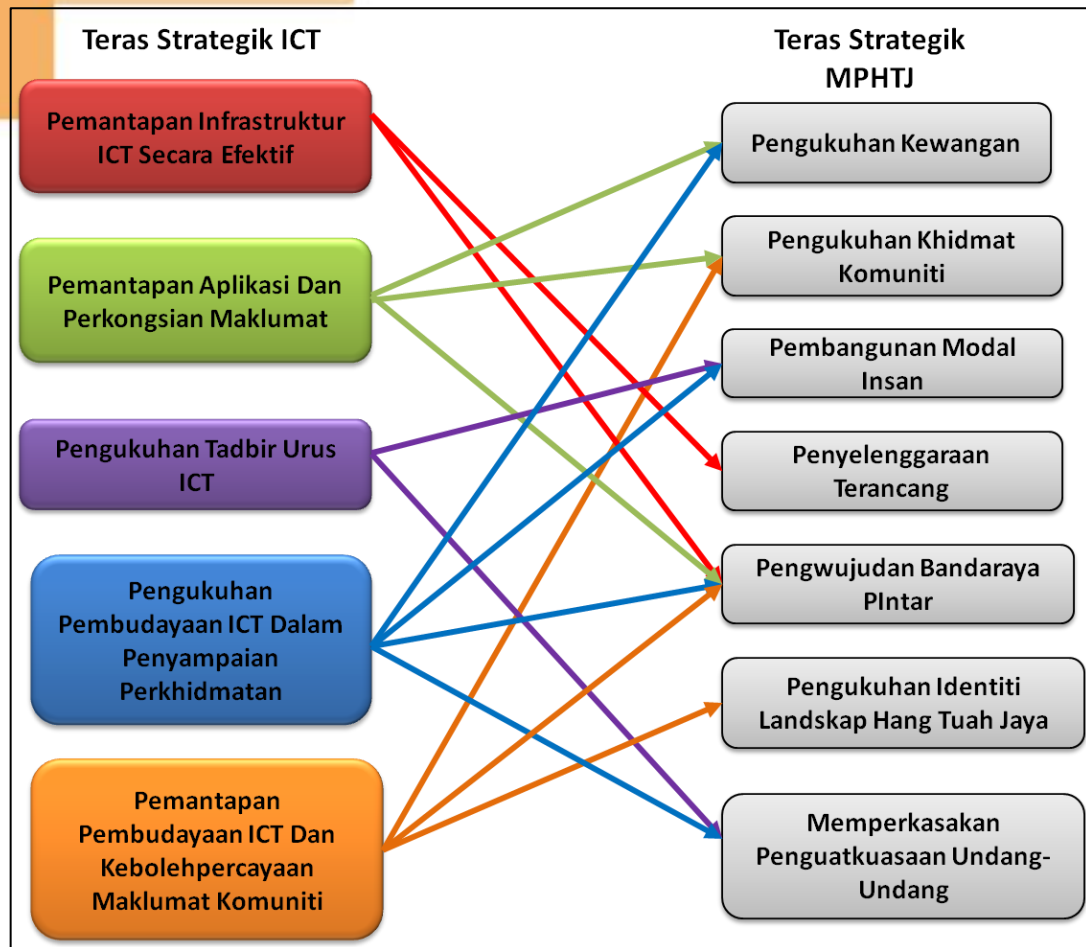 Teras Strategik ICT
Pemantapan Infrastruktur
ICT Secara Efektif
Pemantapan Aplikasi Dan
Perkongsian Maklumat
Pengukuhan Tadbir Urus
ICT
Pengukuhan
Pembudayaan ICT Dalam
Penyampaian
Perkhidmatan
Pemantapan
Pembudayaan ICT Dan
Kebolehpercayaan
Maklumat Komuniti
Teras Strategik
MPHTJ
Pengukuhan Kewangan
Pengukuhan Khidmat
Komuniti
Pembangunan Modal
Insan
Penyelenggaraan
Terancang
Pengwujudan Bandaraya
PIntar
Pengukuhan Identiti
Landskap Hang Tuah Jaya
Memperkasakan
Penguatkuasaan Undang-
Undang